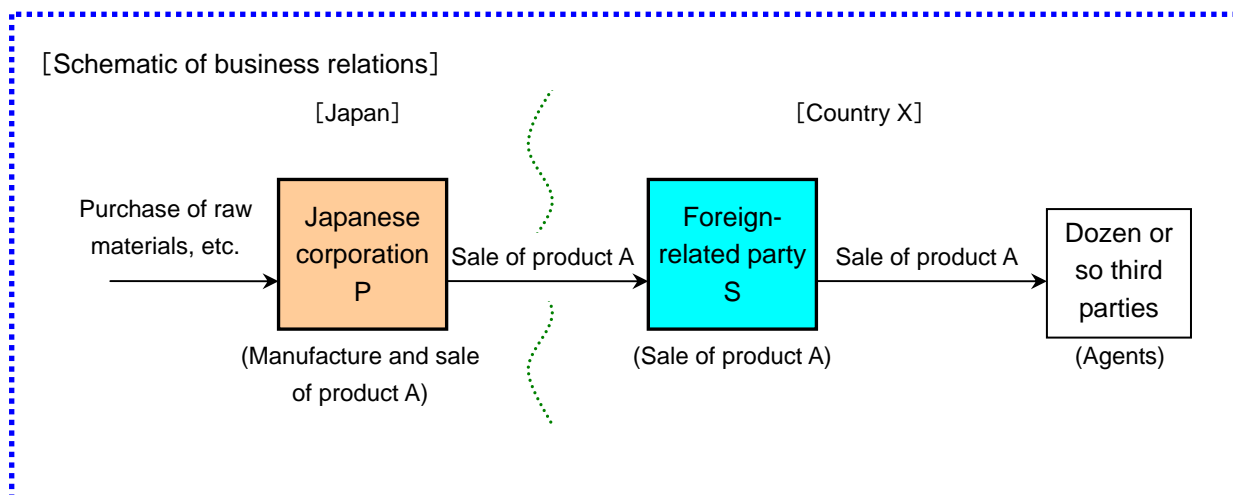 ［Schematic of business relations］
［Japan］
［Country X］
Purchase of raw
materials, etc.
Japanese
corporation
P
Sale of product A
Foreign-
related party
S
Sale of product A
Dozen or
so third
parties
(Manufacture and sale
of product A)
(Sale of product A)
(Agents)